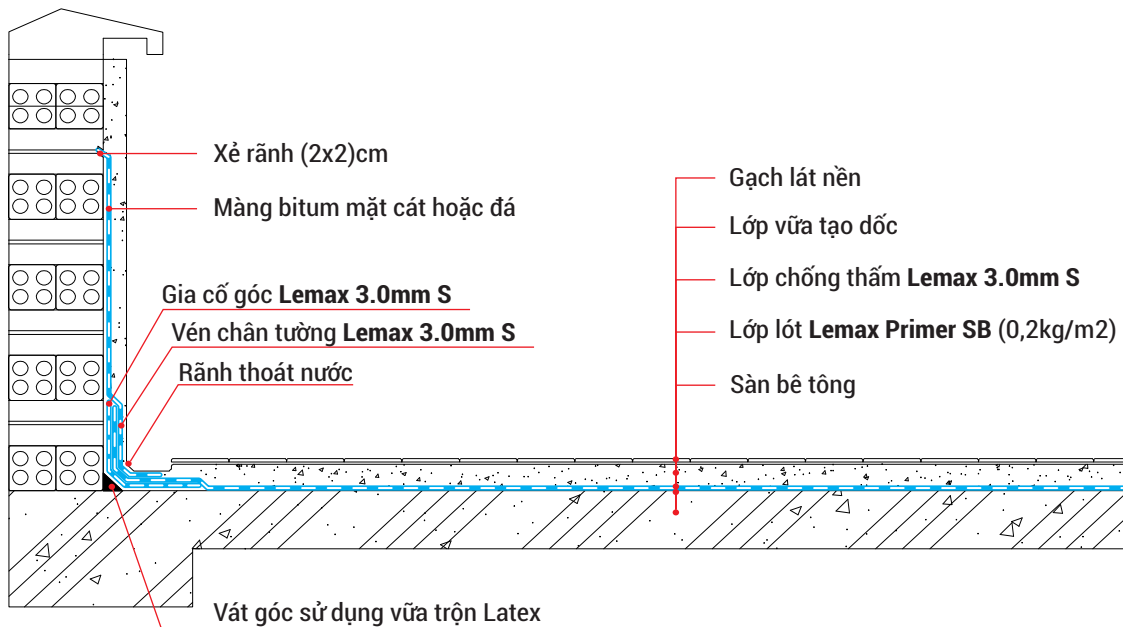 Xẻ rãnh (2x2)cm
Màng bitum mặt cát hoặc đá
Gia cố góc Lemax 3.0mm S
Vén chân tường Lemax 3.0mm S
Rãnh thoát nước
Gạch lát nền
Lớp vữa tạo dốc
Lớp chống thấm Lemax 3.0mm S
Lớp lót Lemax Primer SB (0,2kg/m2)
Sàn bê tông
Vát góc sử dụng vữa trộn Latex